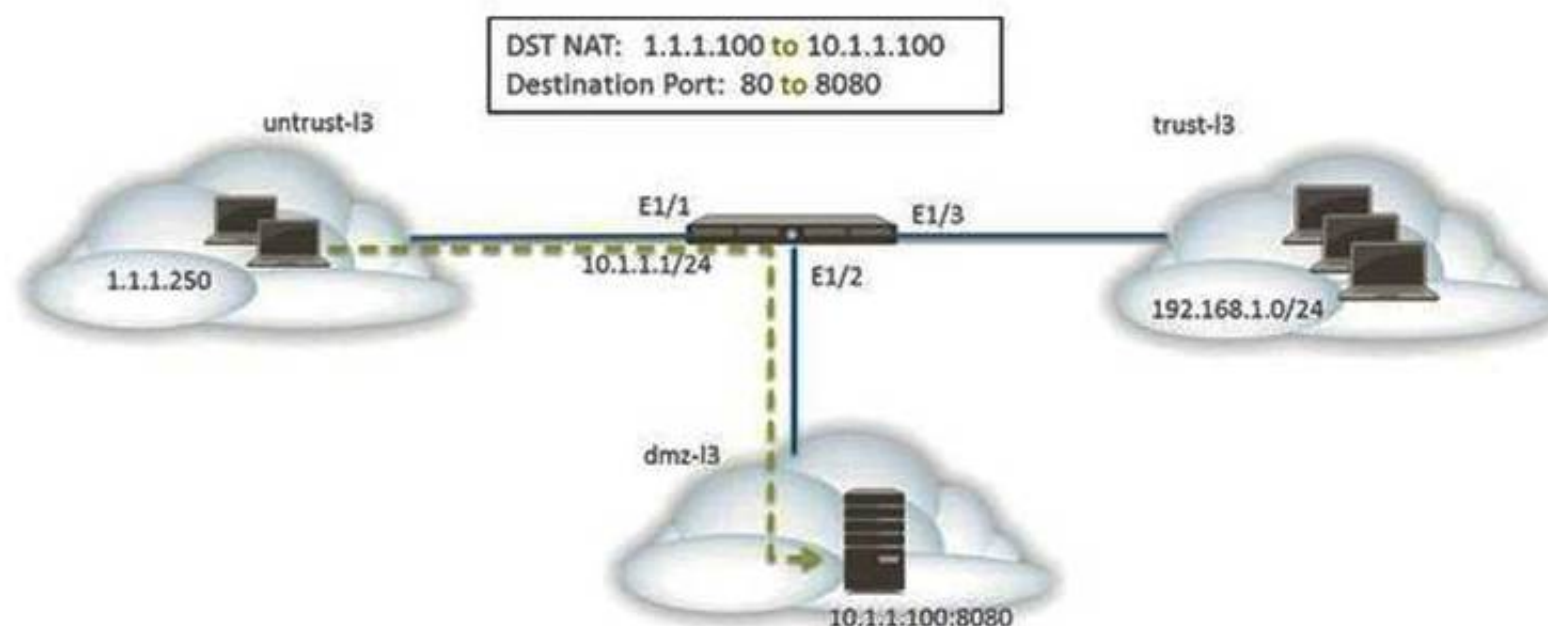 DST NAT: 1.1.1.100 to 10.1.1.100
Destination Port: 80 to 8080
untrust-l3
trust-l3
E1/1
E1/3
10.1.1.1/24
E1/2
1.1.1.250
192.168.1.0/24
dmz-l3
10.1.1.100:8080